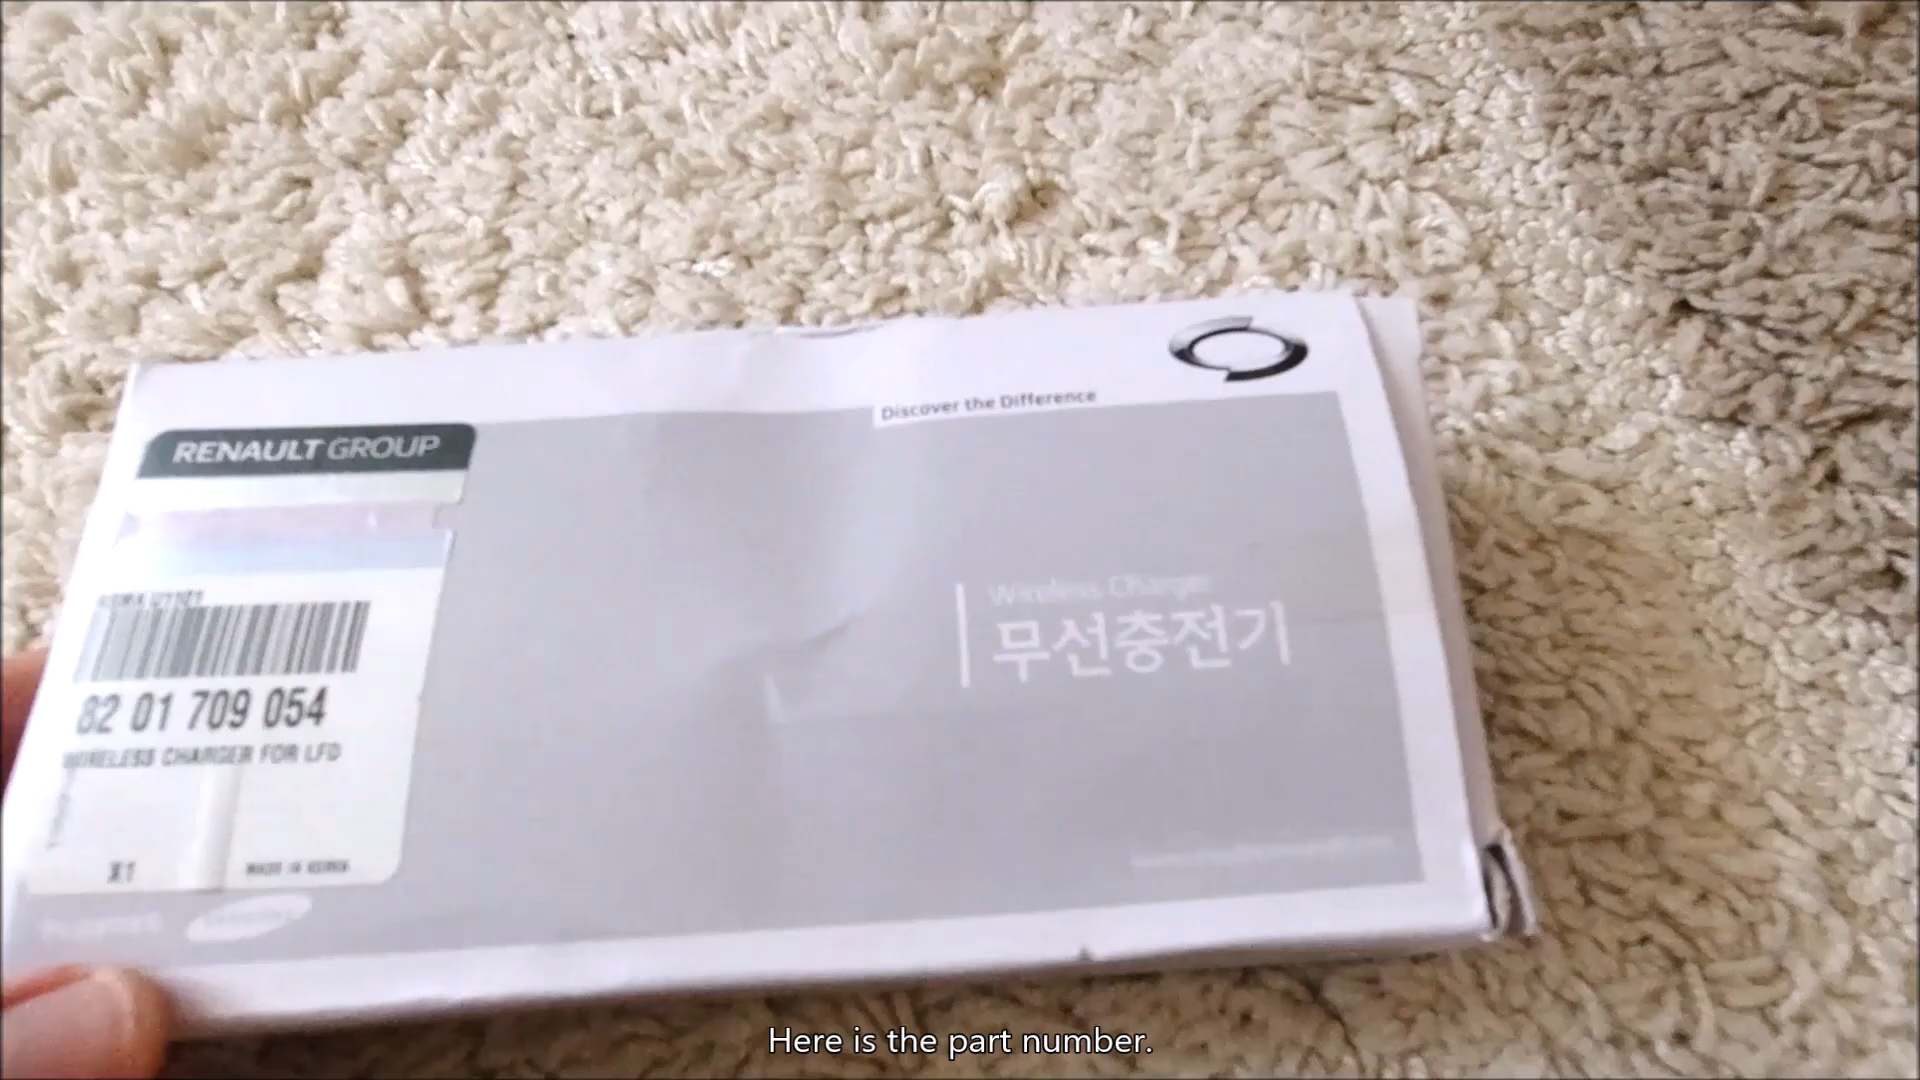 Discover the Difference
RENAULT GROUP
Wireless Charger
무선충전기
82 01 709 054
WIRELESS CHARGER FOR LFD
X1
MADE IN KOREA
Here is the part number.